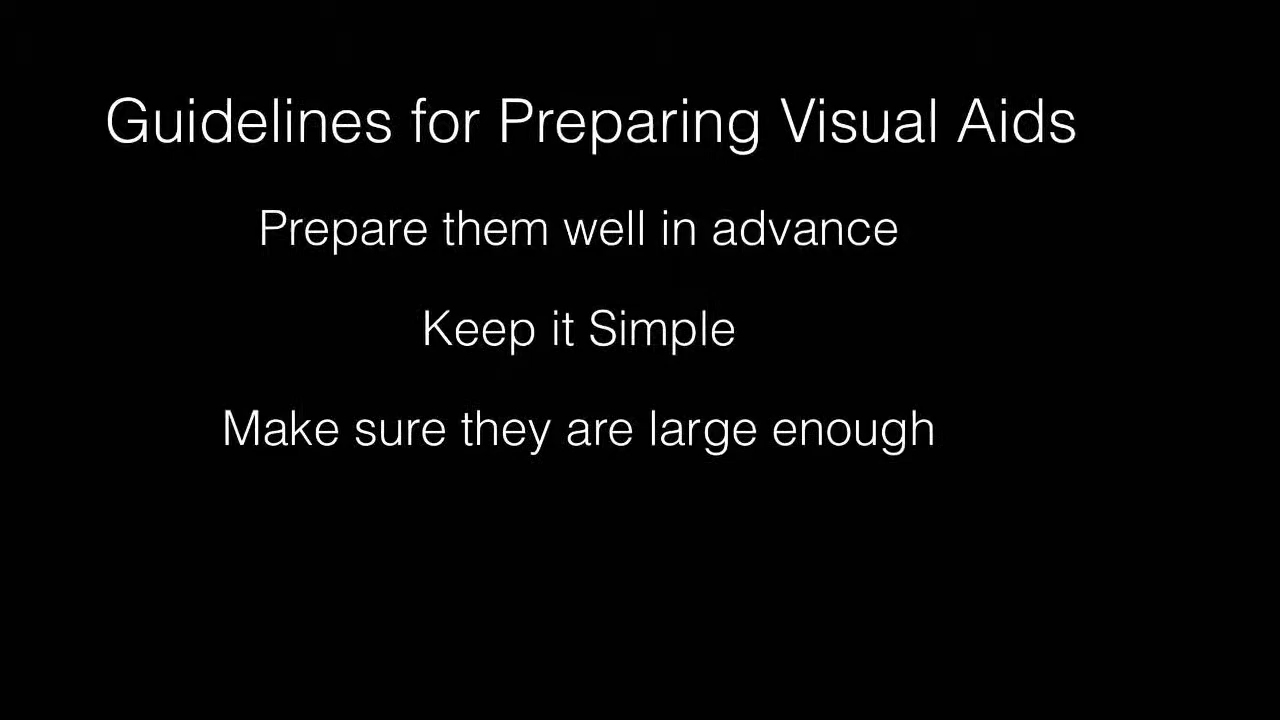 Guidelines for Preparing Visual Aids
Prepare them well in advance
Keep it Simple
Make sure they are large enough